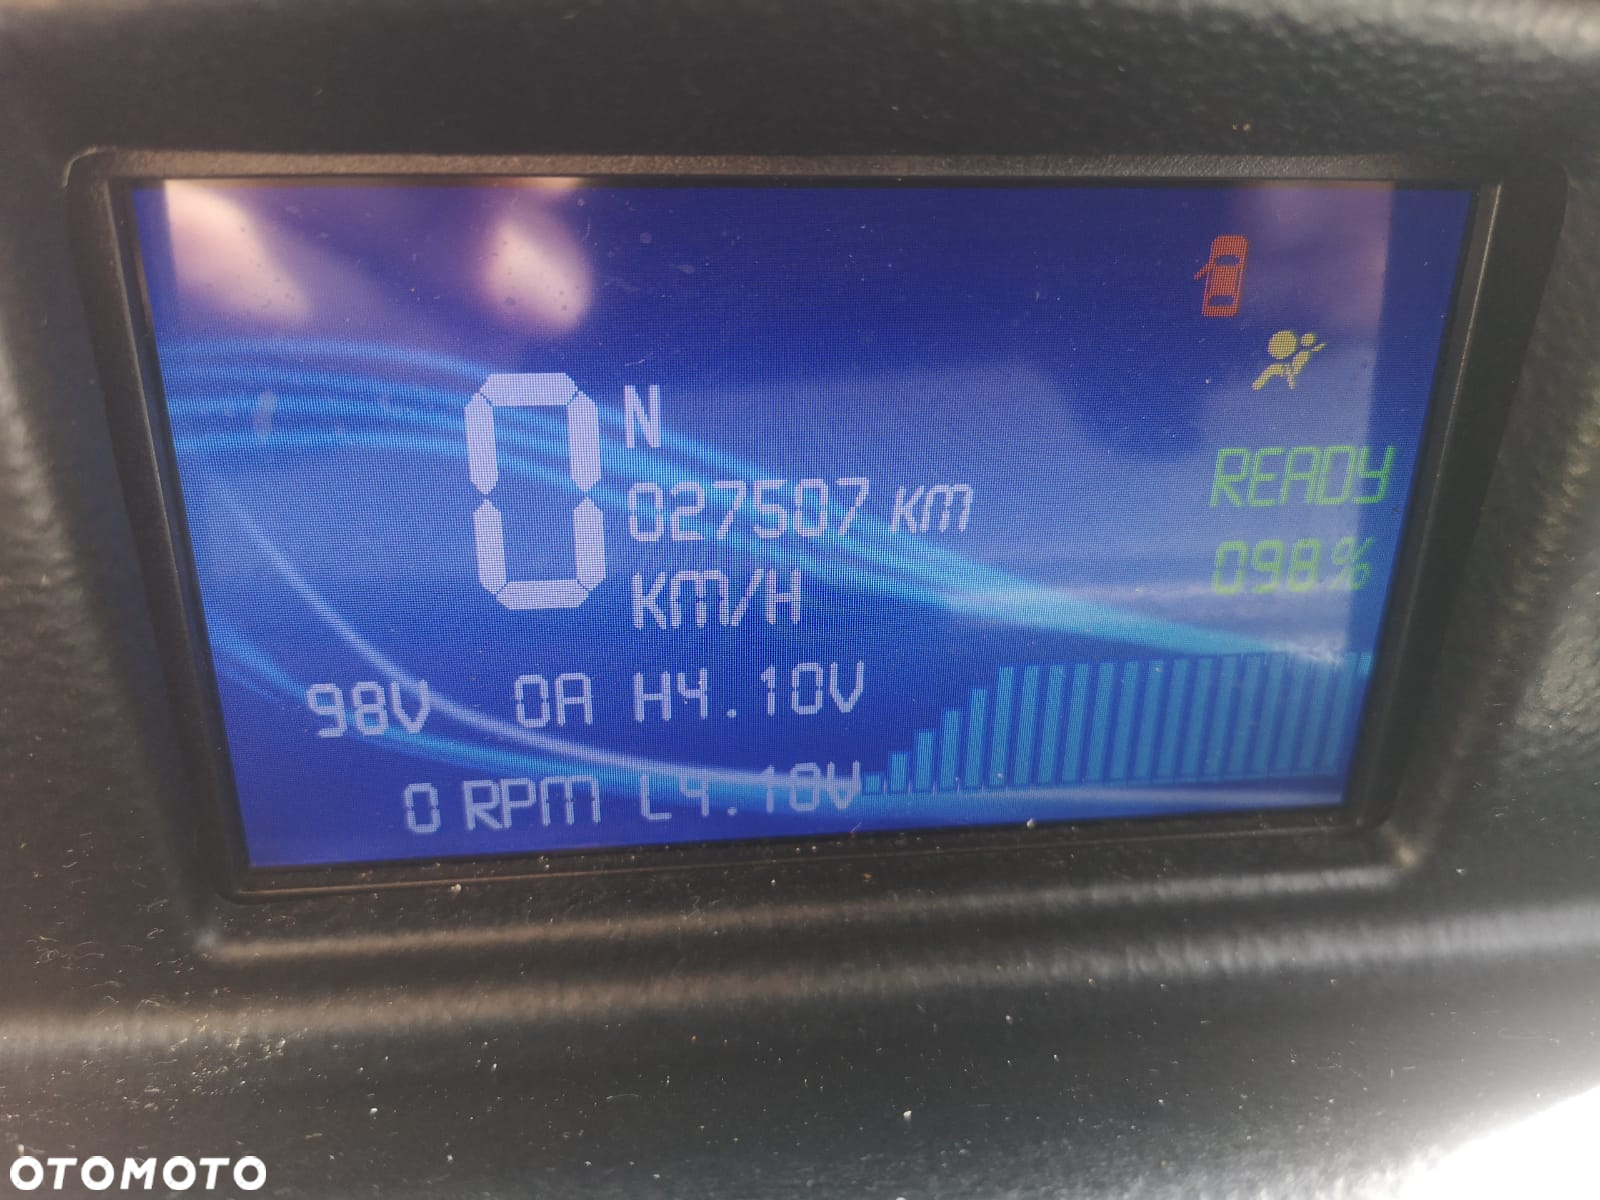 0 N
027507 KM
KM/H
READY
098%
98V 0A H4.10V
0 RPM L4.10V
OTOMOTO